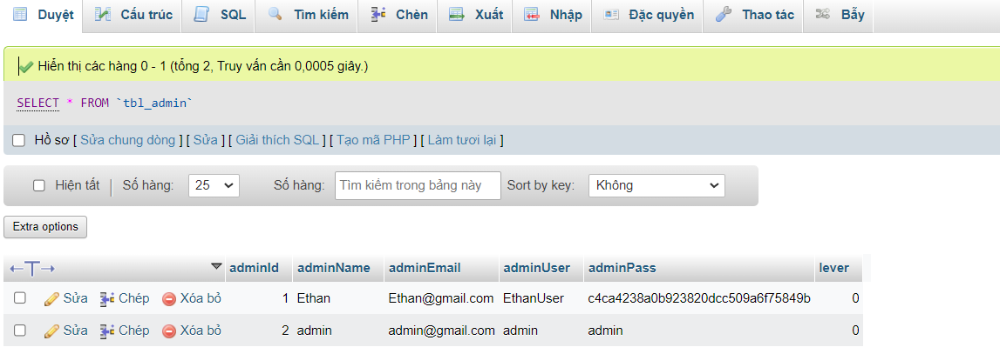 Duyệt Cấu trúc SQL Tìm kiếm Chèn Xuất Nhập Đặc quyền Thao tác Bẫy
Hiển thị các hàng 0 - 1 (tổng 2, Truy vấn cần 0,0005 giây.)
SELECT * FROM `tbl_admin`
Hồ sơ [ Sửa chung dòng ] [ Sửa ] [ Giải thích SQL ] [ Tạo mã PHP ] [ Làm tươi lại ]
Hiện tất Số hàng: 25 Số hàng: Tìm kiếm trong bảng này Sort by key: Không
Extra options
←T→ adminId adminName adminEmail adminUser adminPass lever
Sửa Chép Xóa bỏ 1 Ethan Ethan@gmail.com EthanUser c4ca4238a0b923820dcc509a6f75849b 0
Sửa Chép Xóa bỏ 2 admin admin@gmail.com admin admin 0